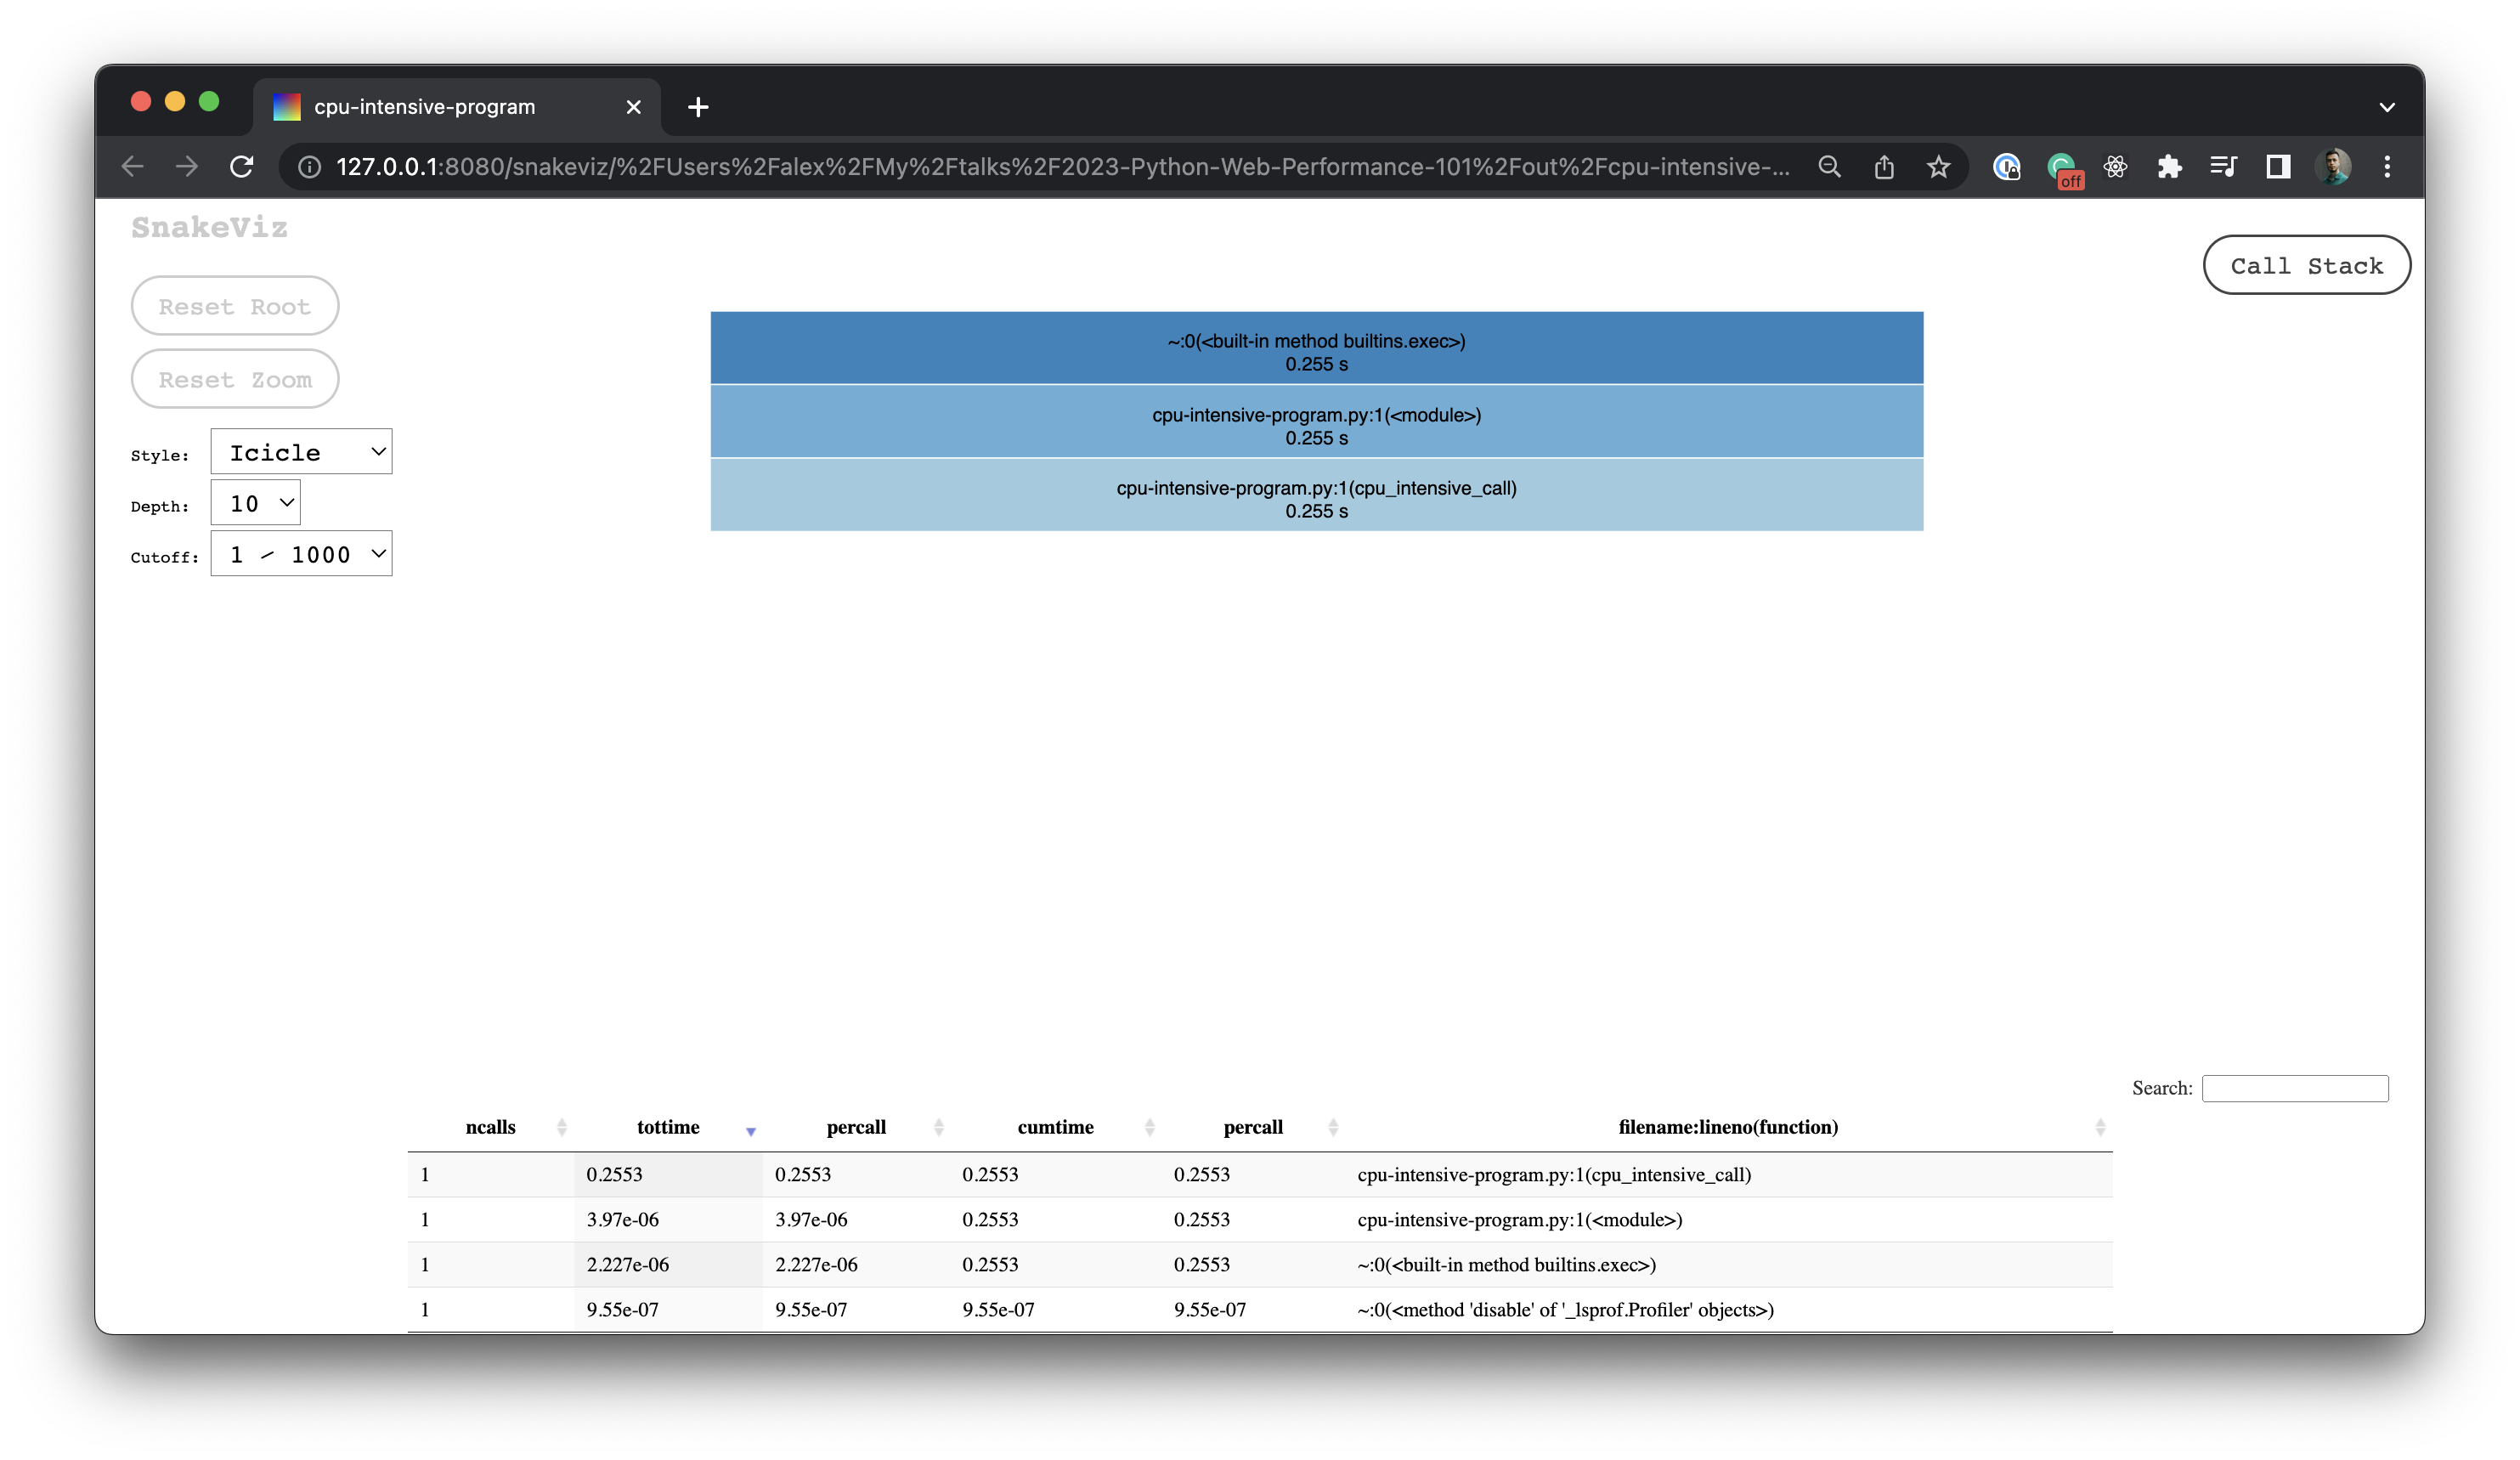 cpu-intensive-program
127.0.0.1:8080/snakeviz/%2FUsers%2Falex%2FMy%2Ftalks%2F2023-Python-Web-Performance-101%2Fout%2Fcpu-intensive-...
off
SnakeViz
Call Stack
Reset Root
Reset Zoom
Style: Icicle
Depth: 10
Cutoff: 1 / 1000
~:0(<built-in method builtins.exec>)
0.255 s
cpu-intensive-program.py:1(<module>)
0.255 s
cpu-intensive-program.py:1(cpu_intensive_call)
0.255 s
Search:
ncalls tottime percall cumtime percall filename:lineno(function)
1 0.2553 0.2553 0.2553 0.2553 cpu-intensive-program.py:1(cpu_intensive_call)
1 3.97e-06 3.97e-06 0.2553 0.2553 cpu-intensive-program.py:1(<module>)
1 2.227e-06 2.227e-06 0.2553 0.2553 ~:0(<built-in method builtins.exec>)
1 9.55e-07 9.55e-07 9.55e-07 9.55e-07 ~:0(<method 'disable' of '_lsprof.Profiler' objects>)